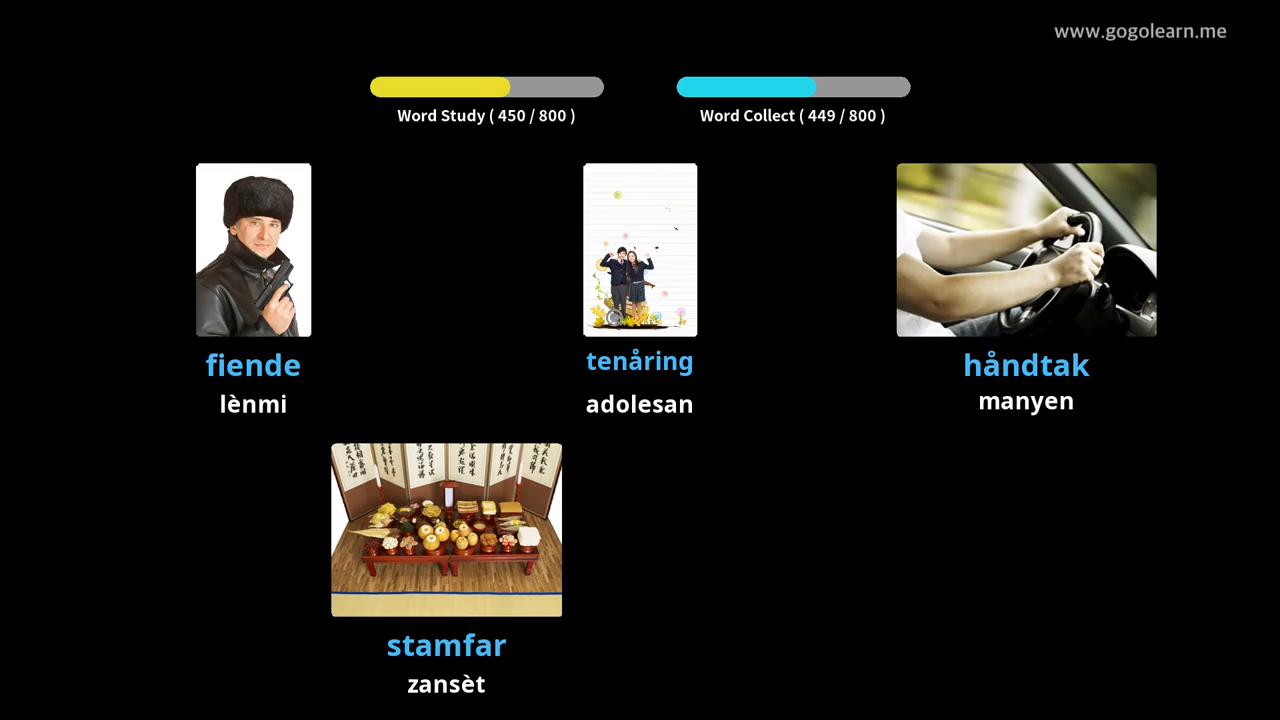 www.gogolearn.me
Word Study ( 450 / 800 )
Word Collect ( 449 / 800 )
fiende
lènmi
tenåring
adolesan
håndtak
manyen
stamfar
zansèt